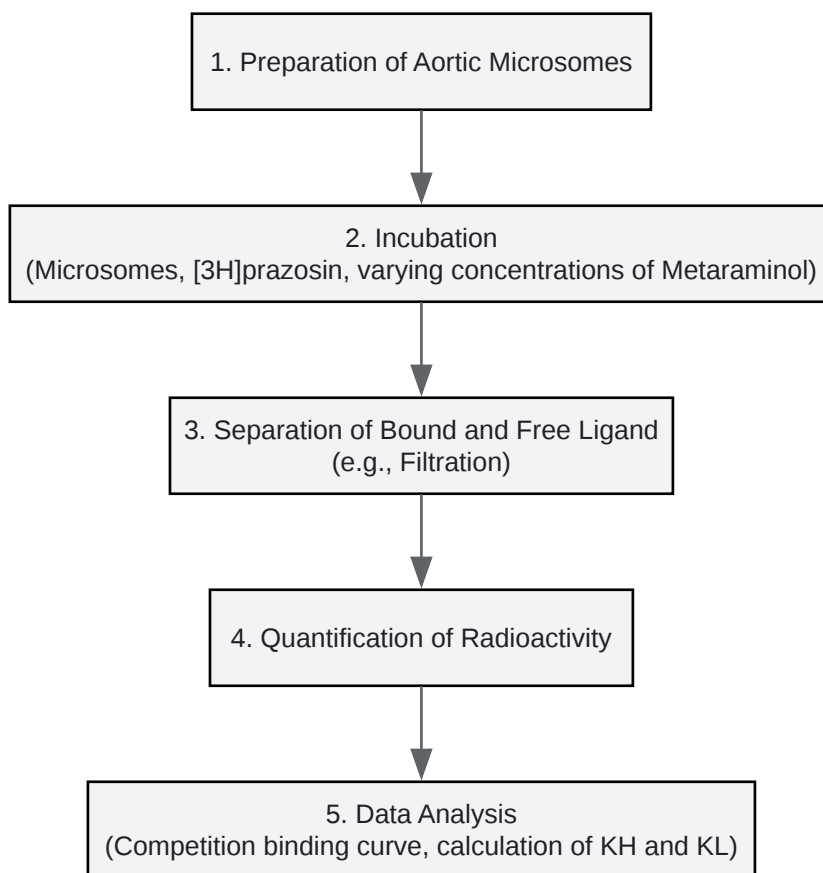 1. Preparation of Aortic Microsomes
2. Incubation
(Microsomes, [3H]prazosin, varying concentrations of Metaraminol)
3. Separation of Bound and Free Ligand
(e.g., Filtration)
4. Quantification of Radioactivity
5. Data Analysis
(Competition binding curve, calculation of KH and KL)